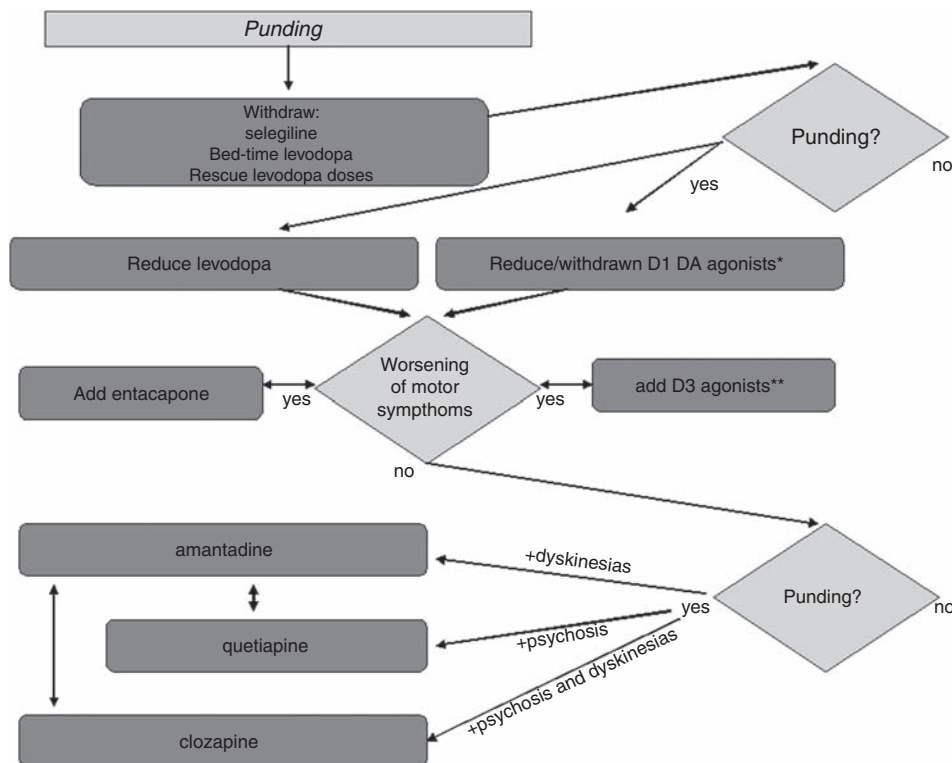 Punding
Withdraw:
selegiline
Bed-time levodopa
Rescue levodopa doses
Punding?
yes
no
Reduce levodopa
Reduce/withdrawn D1 DA agonists*
Worsening
of motor
sympthoms
Add entacapone
yes
yes
add D3 agonists**
no
amantadine
+dyskinesias
Punding?
yes
no
quetiapine
+psychosis
+psychosis and dyskinesias
clozapine